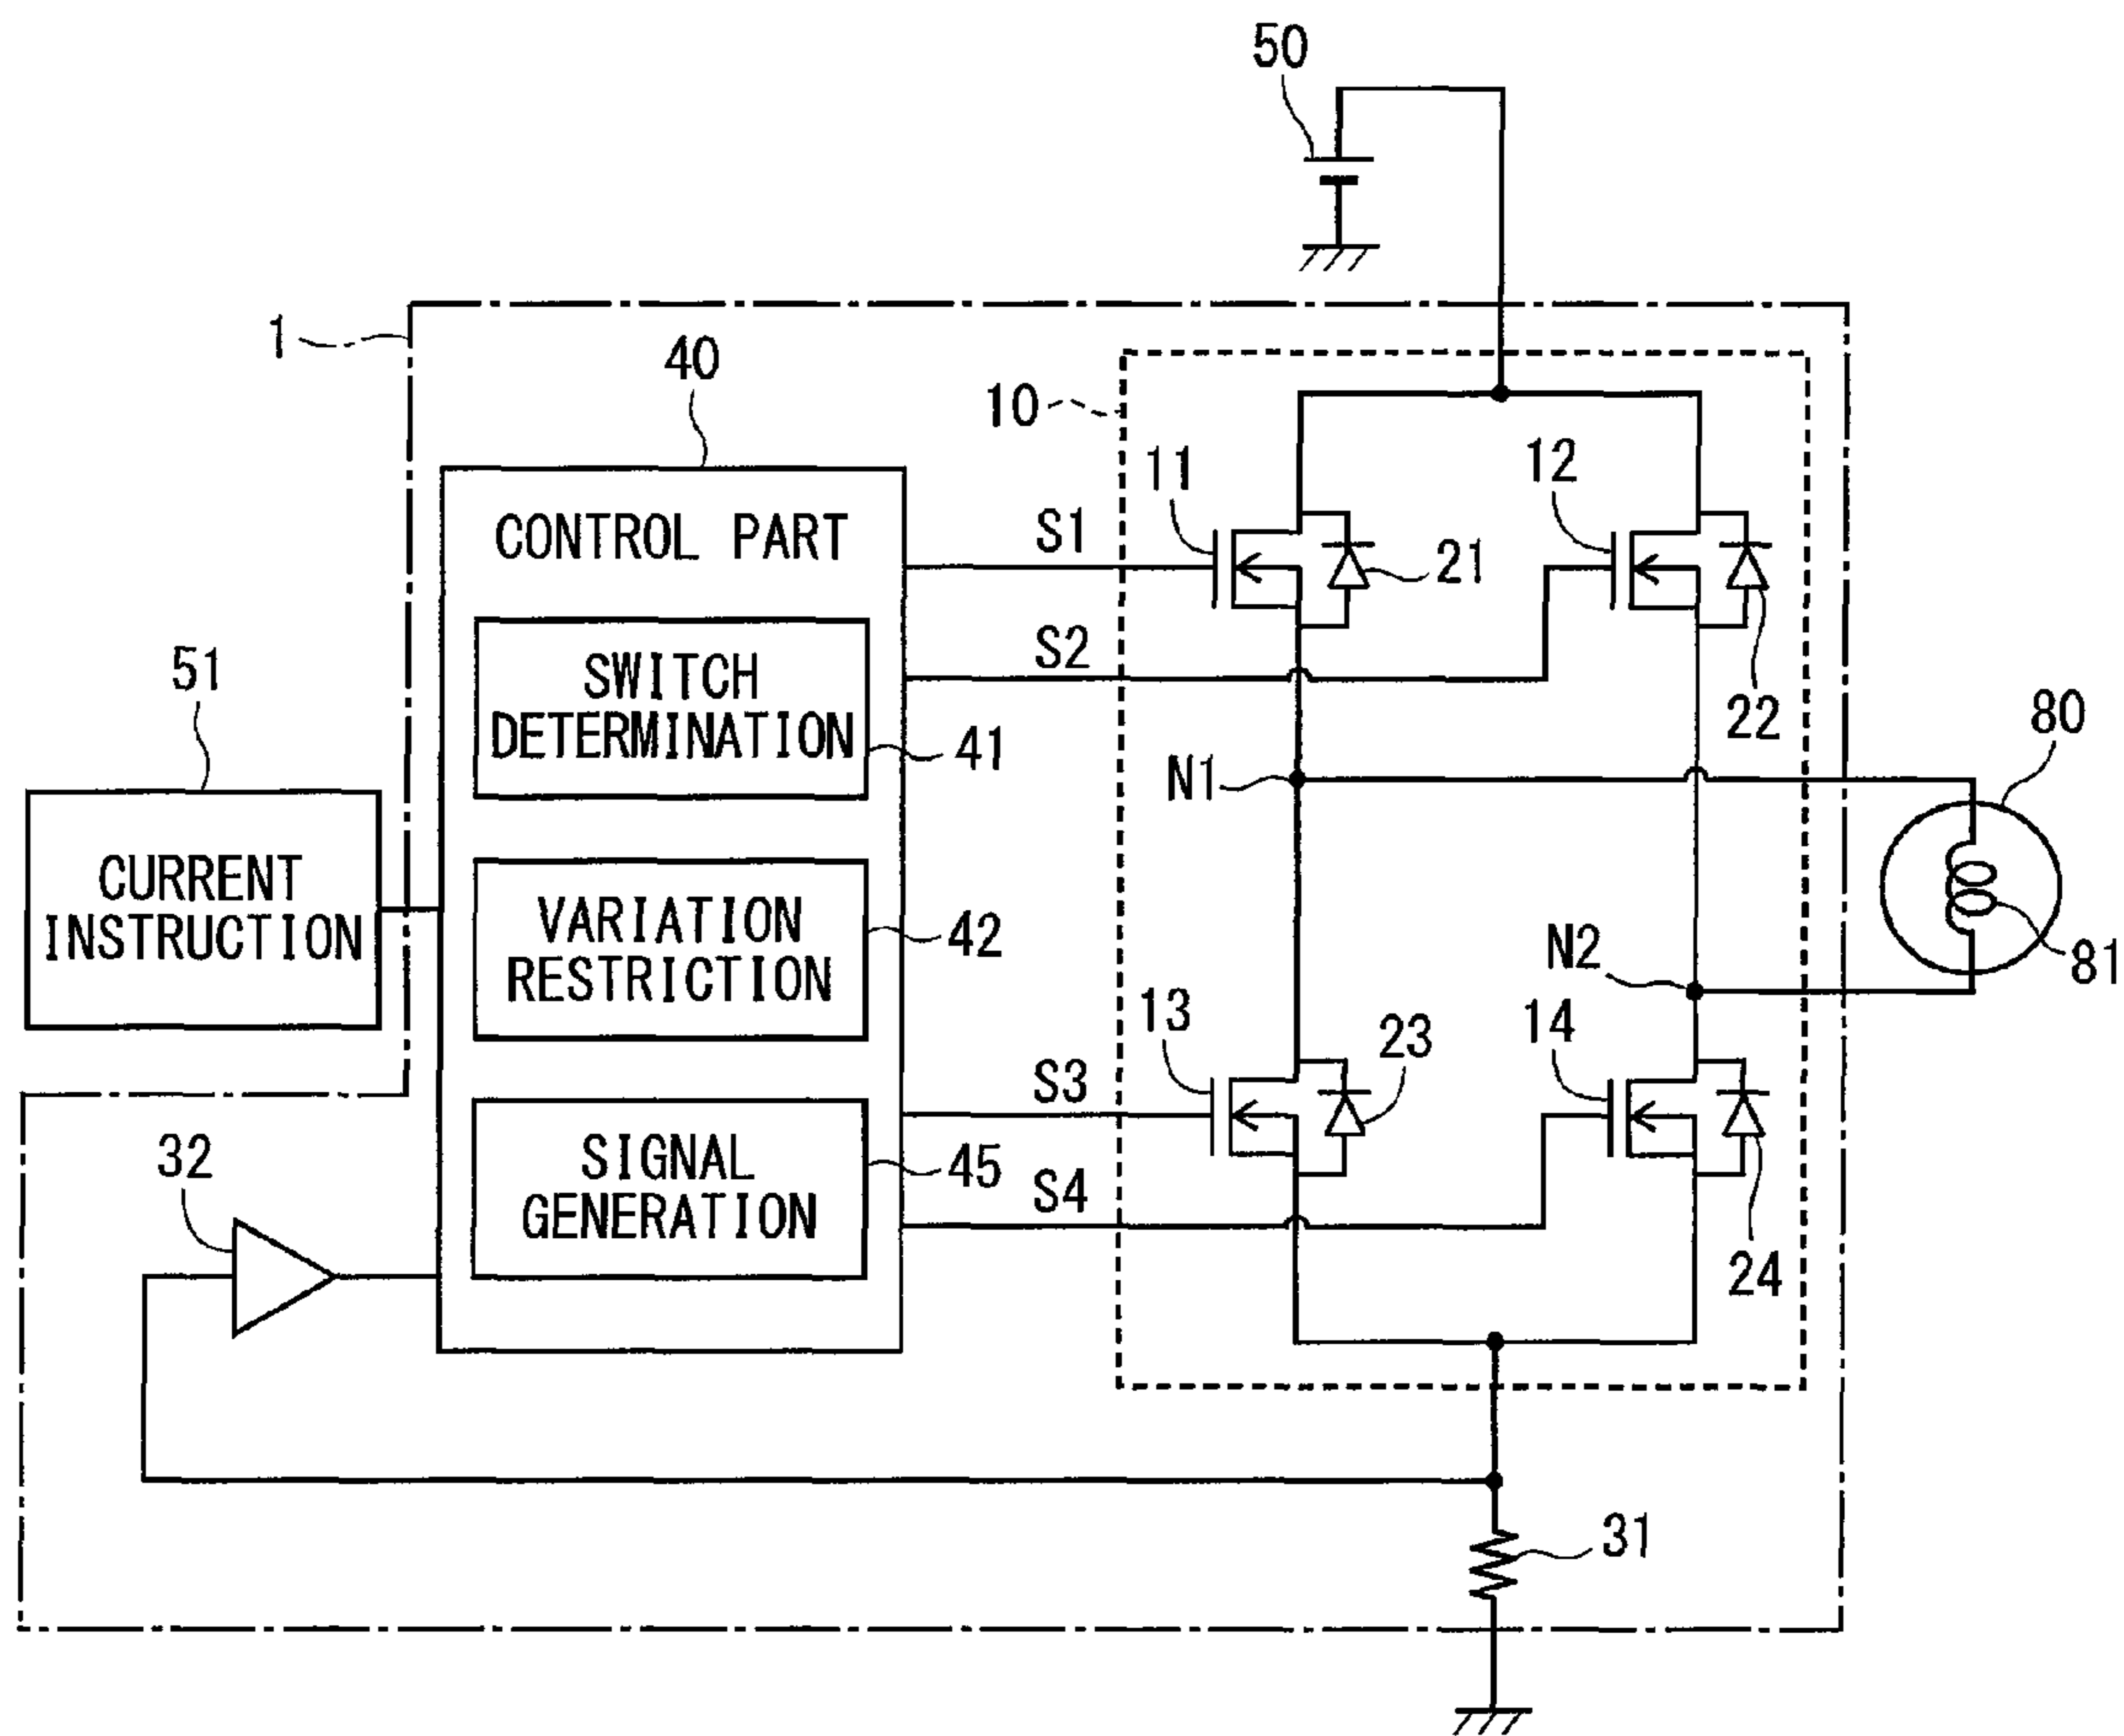 50
1
40
10
11
12
CONTROL PART
S1
21
SWITCH
DETERMINATION
41
S2
22
51
N1
80
CURRENT
INSTRUCTION
VARIATION
RESTRICTION
42
N2
81
13
23
14
S3
32
SIGNAL
GENERATION
45
S4
24
31